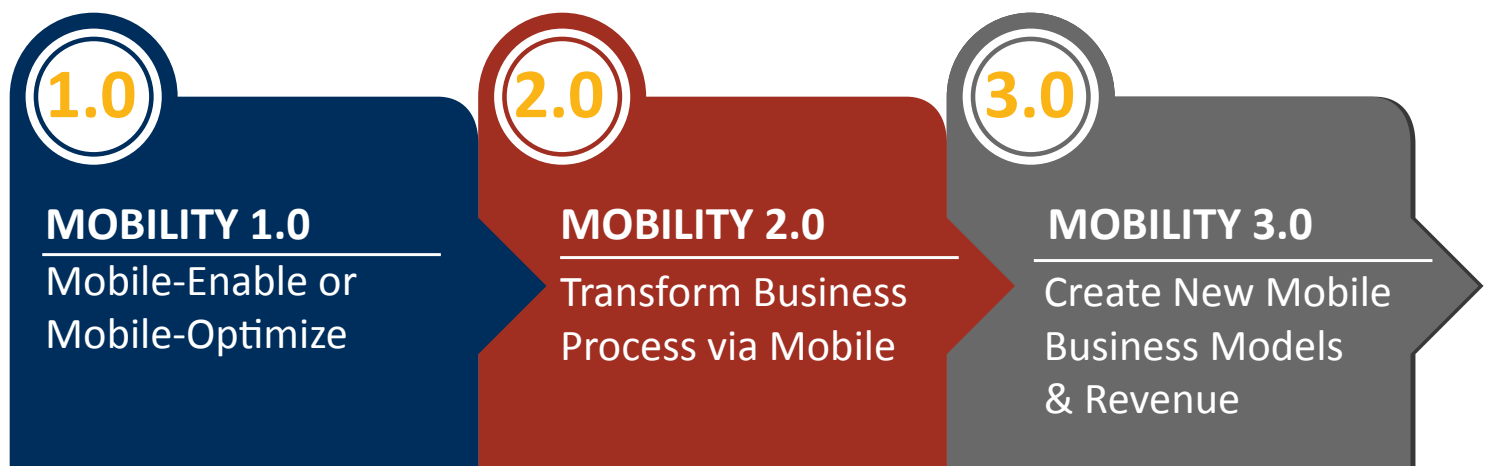 1.0
MOBILITY 1.0
Mobile-Enable or
Mobile-Optimize
2.0
MOBILITY 2.0
Transform Business
Process via Mobile
3.0
MOBILITY 3.0
Create New Mobile
Business Models
& Revenue